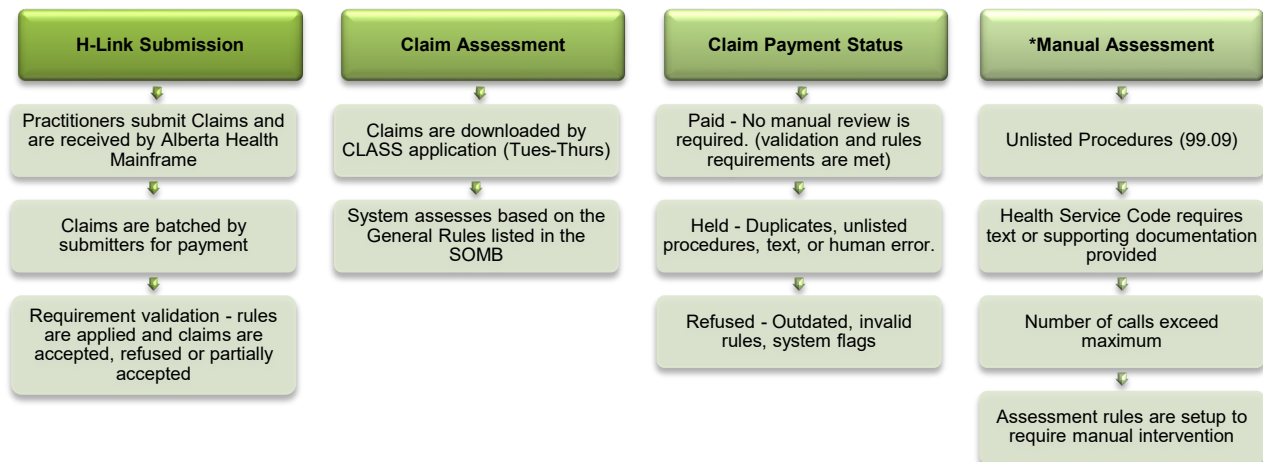 H-Link Submission
Practitioners submit Claims and
are received by Alberta Health
Mainframe
Claims are batched by
submitters for payment
Requirement validation - rules
are applied and claims are
accepted, refused or partially
accepted
Claim Assessment
Claims are downloaded by
CLASS application (Tues-Thurs)
System assesses based on the
General Rules listed in the
SOMB
Claim Payment Status
Paid - No manual review is
required. (validation and rules
requirements are met)
Held - Duplicates, unlisted
procedures, text, or human error.
Refused - Outdated, invalid
rules, system flags
*Manual Assessment
Unlisted Procedures (99.09)
Health Service Code requires
text or supporting documentation
provided
Number of calls exceed
maximum
Assessment rules are setup to
require manual intervention